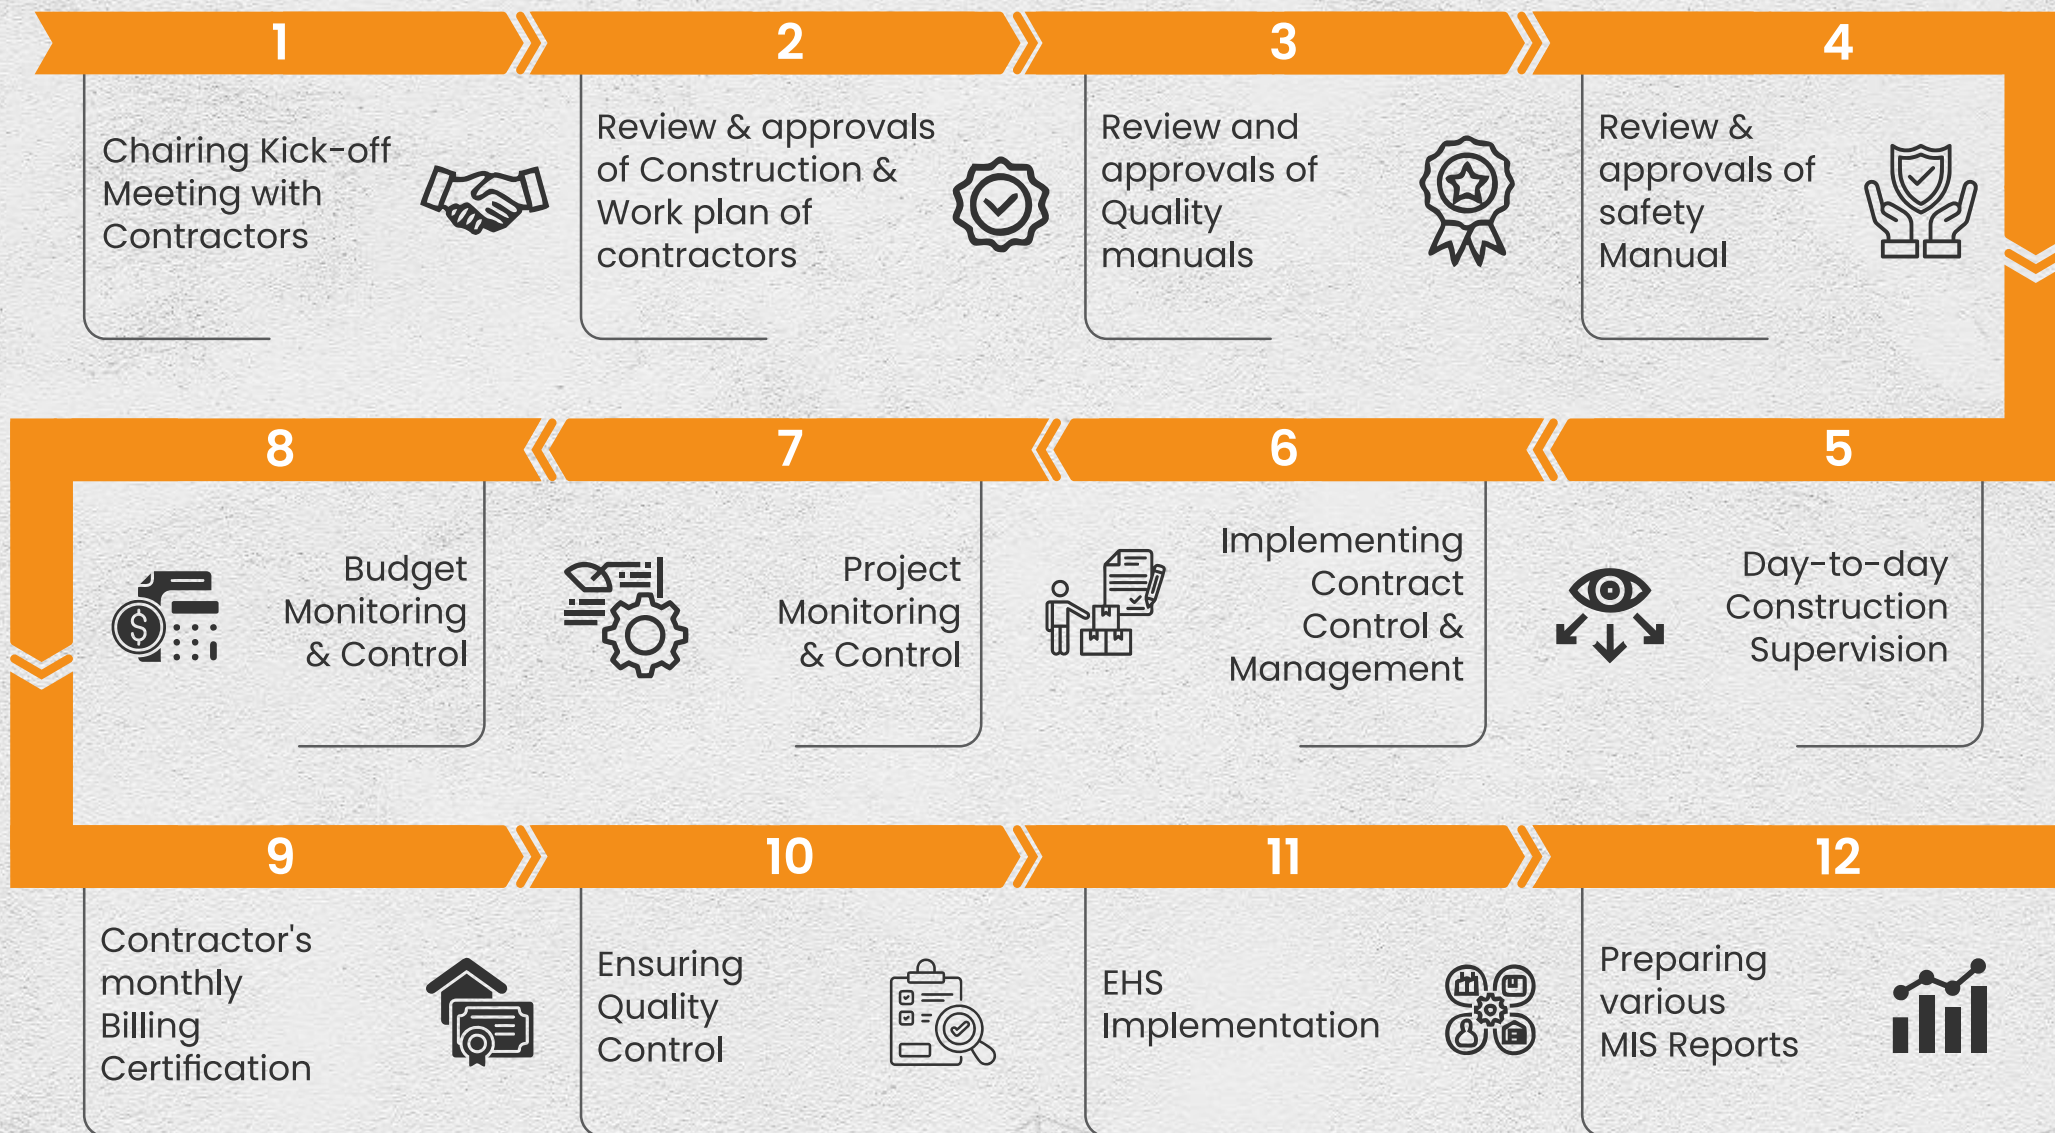 1
Chairing Kick-off
Meeting with
Contractors
2
Review & approvals
of Construction &
Work plan of
contractors
3
Review and
approvals of
Quality
manuals
4
Review &
approvals of
safety
Manual
5
Day-to-day
Construction
Supervision
6
Implementing
Contract
Control &
Management
7
Project
Monitoring
& Control
8
Budget
Monitoring
& Control
9
Contractor's
monthly
Billing
Certification
10
Ensuring
Quality
Control
11
EHS
Implementation
12
Preparing
various
MIS Reports